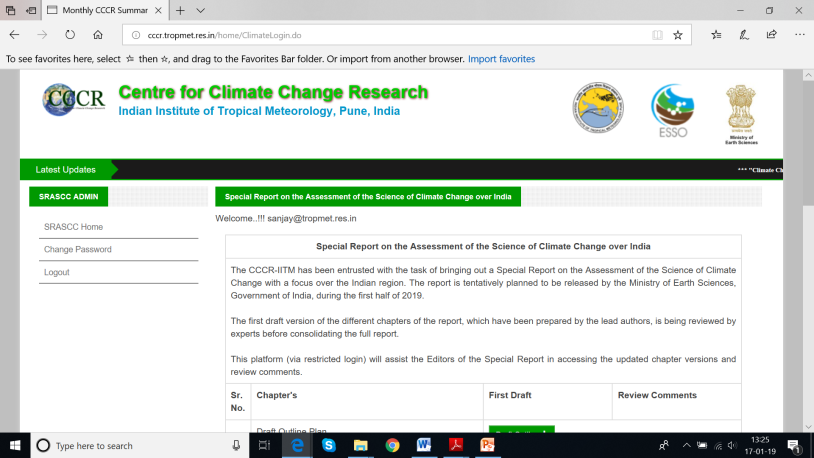 Monthly CCCR Summar
cccr.tropmet.res.in/home/ClimateLogin.do
To see favorites here, select ☆ then ☆, and drag to the Favorites Bar folder. Or import from another browser. Import favorites
CCCR
Centre for Climate Change Research
Indian Institute of Tropical Meteorology, Pune, India
ESSO
Ministry of
Earth Sciences
Latest Updates
*** "Climate Ch
SRASCC ADMIN
SRASCC Home
Change Password
Logout
Special Report on the Assessment of the Science of Climate Change over India
Welcome..!!! sanjay@tropmet.res.in
Special Report on the Assessment of the Science of Climate Change over India
The CCCR-IITM has been entrusted with the task of bringing out a Special Report on the Assessment of the Science of Climate
Change with a focus over the Indian region. The report is tentatively planned to be released by the Ministry of Earth Sciences,
Government of India, during the first half of 2019.
The first draft version of the different chapters of the report, which have been prepared by the lead authors, is being reviewed by
experts before consolidating the full report.
This platform (via restricted login) will assist the Editors of the Special Report in accessing the updated chapter versions and
review comments.
Sr.
No.
Chapter's
First Draft
Review Comments
Draft Outline Plan
Type here to search
13:25
17-01-19